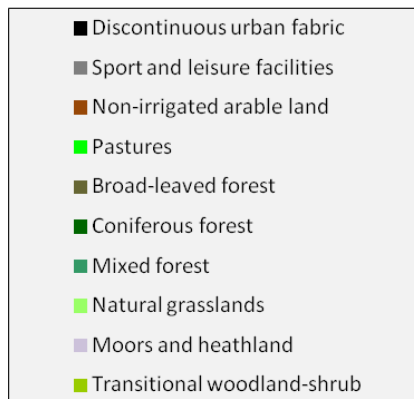 Discontinuous urban fabric
Sport and leisure facilities
Non-irrigated arable land
Pastures
Broad-leaved forest
Coniferous forest
Mixed forest
Natural grasslands
Moors and heathland
Transitional woodland-shrub